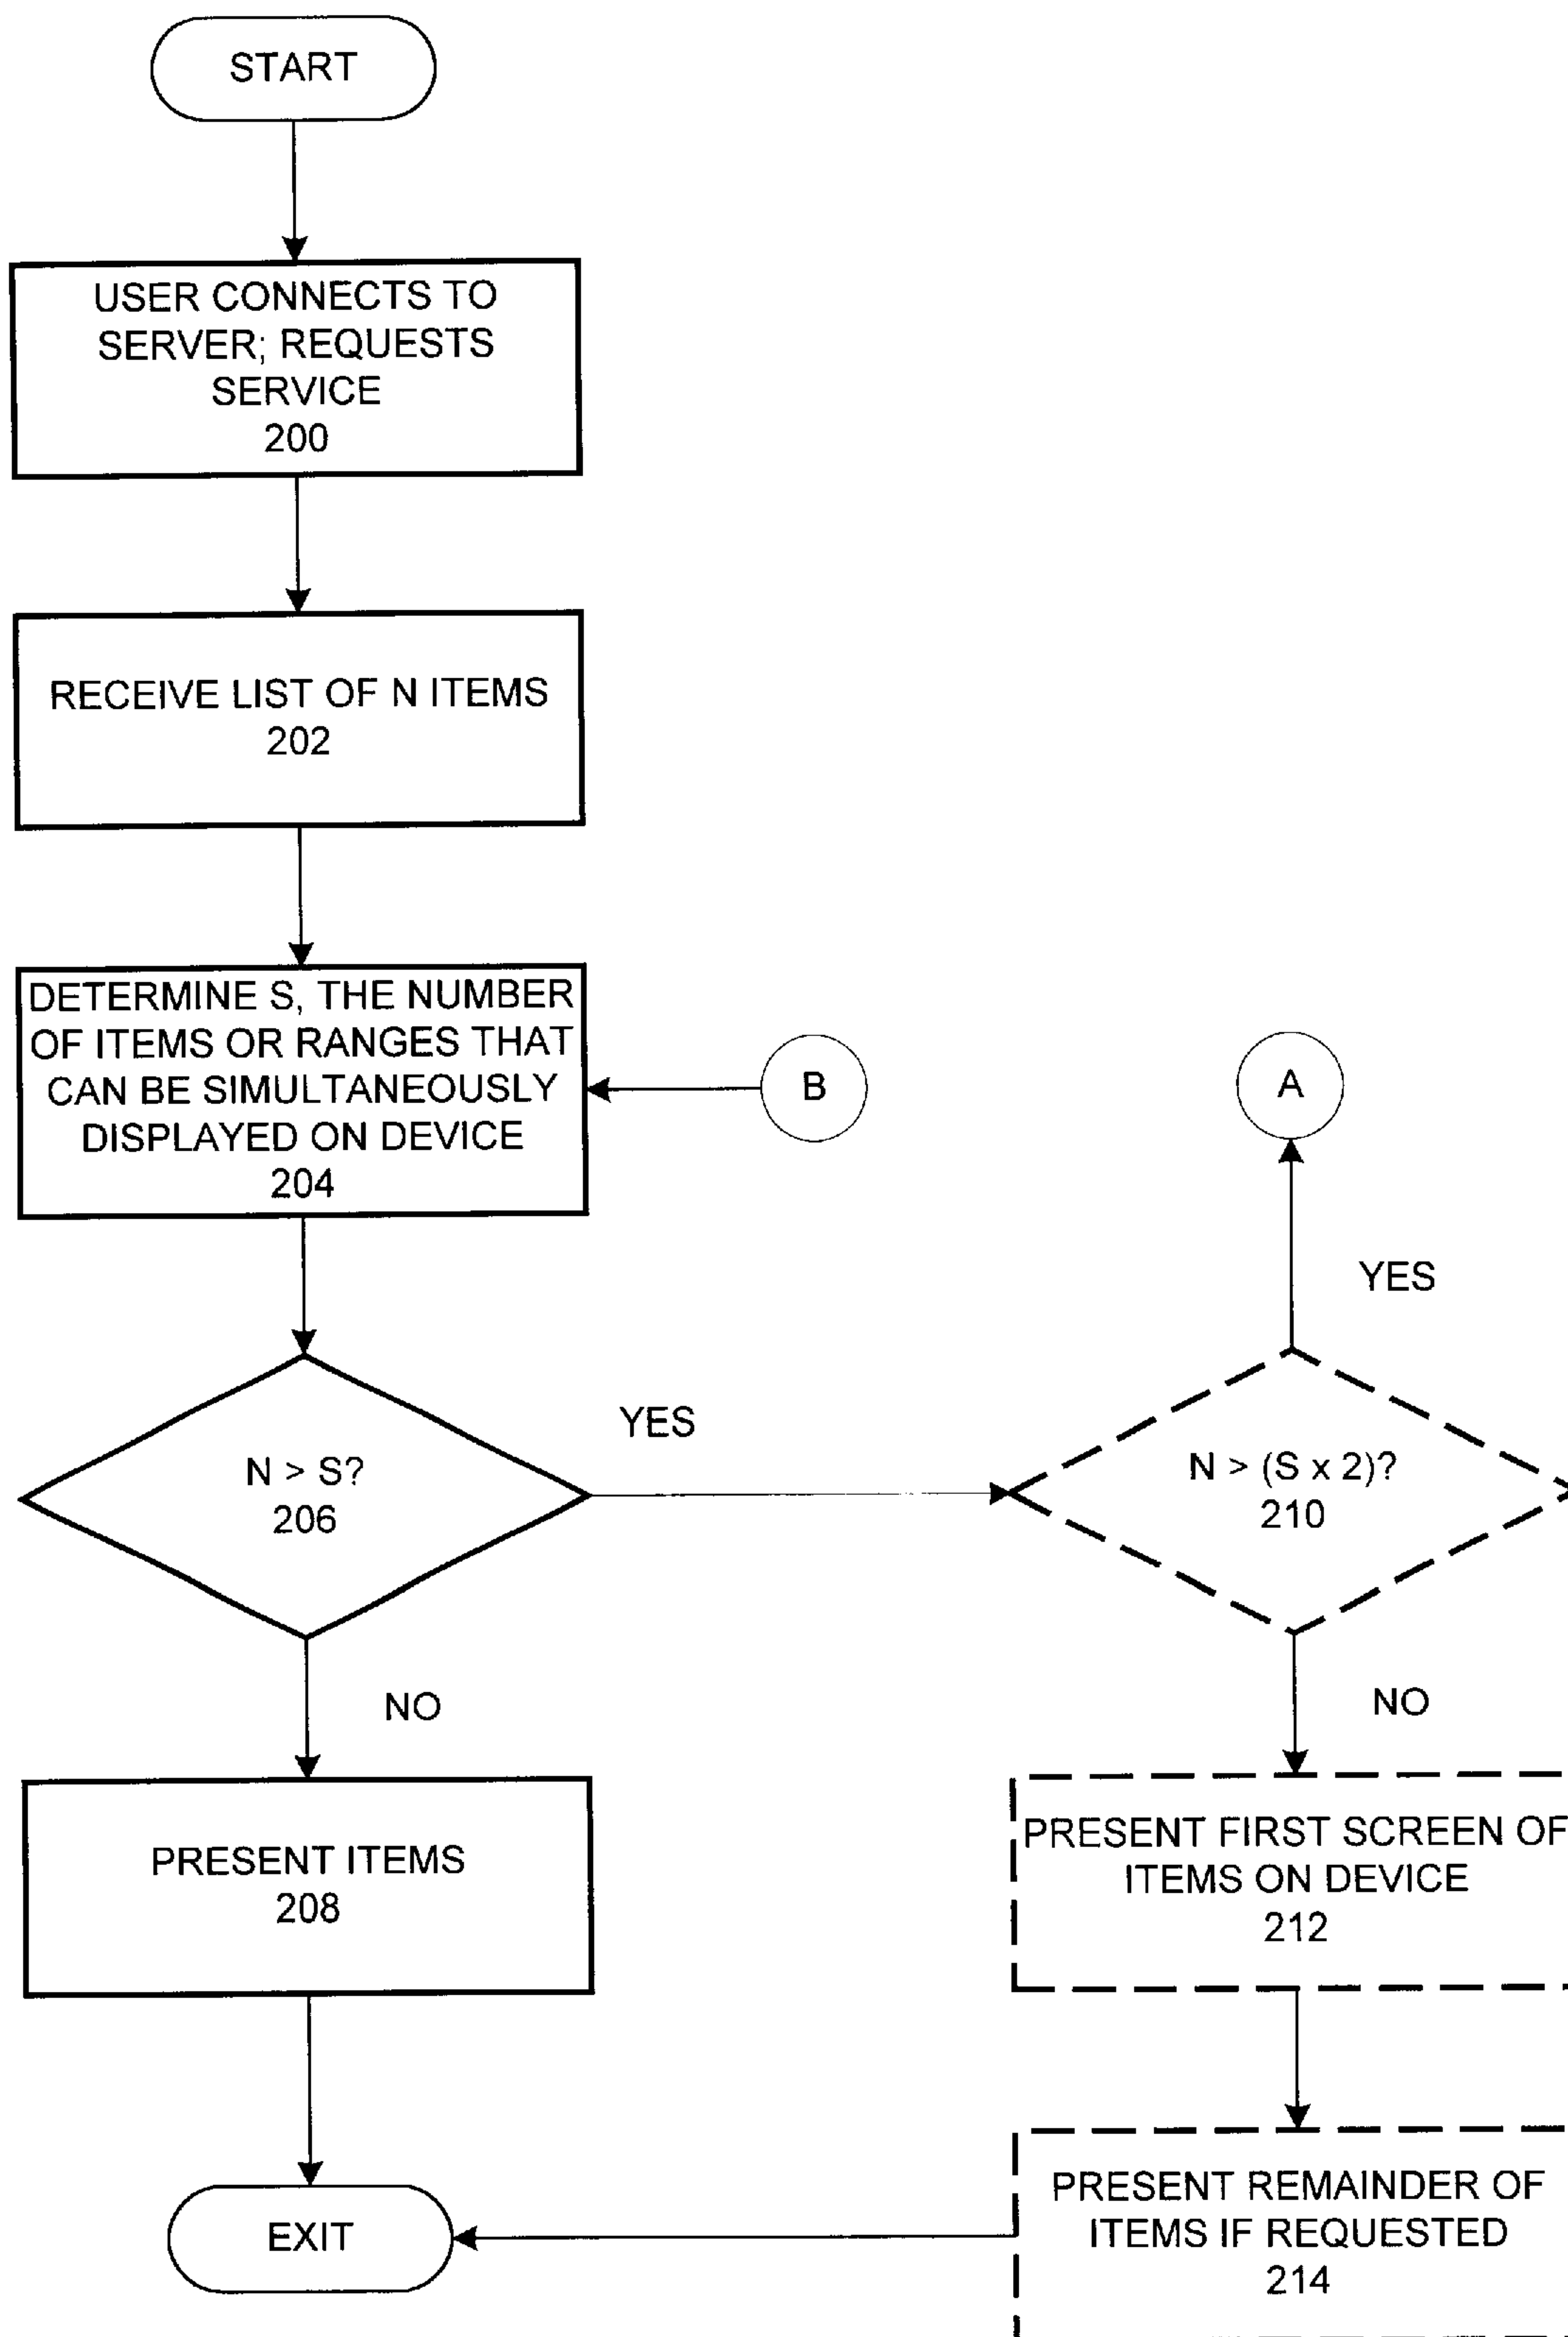 START
USER CONNECTS TO
SERVER; REQUESTS
SERVICE
200
RECEIVE LIST OF N ITEMS
202
DETERMINE S, THE NUMBER
OF ITEMS OR RANGES THAT
CAN BE SIMULTANEOUSLY
DISPLAYED ON DEVICE
204
B
A
YES
N > S?
206
YES
N > (S x 2)?
210
NO
NO
PRESENT ITEMS
208
PRESENT FIRST SCREEN OF
ITEMS ON DEVICE
212
EXIT
PRESENT REMAINDER OF
ITEMS IF REQUESTED
214